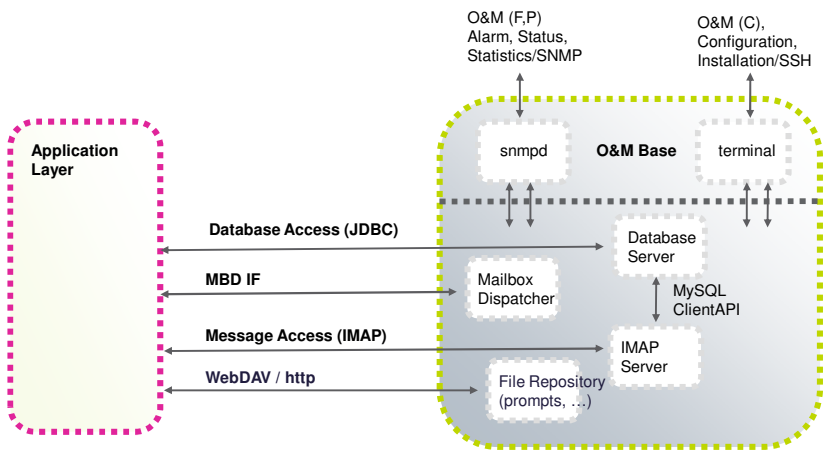 O&M (F,P)
Alarm, Status,
Statistics/SNMP
O&M (C),
Configuration,
Installation/SSH
Application
Layer
snmpd
O&M Base
terminal
Database Access (JDBC)
Database
Server
MBD IF
Mailbox
Dispatcher
MySQL
ClientAPI
Message Access (IMAP)
IMAP
Server
WebDAV / http
File Repository
(prompts, …)